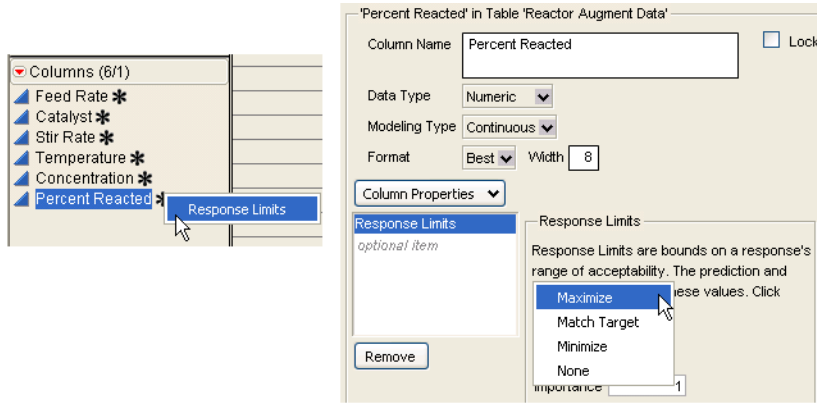 Columns (6/1)
Feed Rate
Catalyst
Stir Rate
Temperature
Concentration
Percent Reacted
Response Limits
'Percent Reacted' in Table 'Reactor Augment Data'
Column Name Percent Reacted Lock
Data Type Numeric
Modeling Type Continuous
Format Best Width 8
Column Properties
Response Limits
optional item
Remove
Response Limits
Response Limits are bounds on a response's
range of acceptability. The prediction and
these values. Click
Maximize
Match Target
Minimize
None
Importance 1